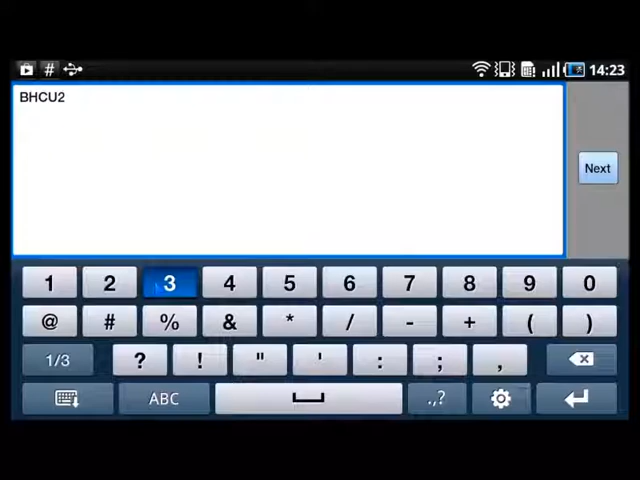 # 14:23
BHCU2
Next
1 2 3 4 5 6 7 8 9 0
@ # % & * / - + ( )
1/3 ? ! " ' : ; ,
ABC .,?